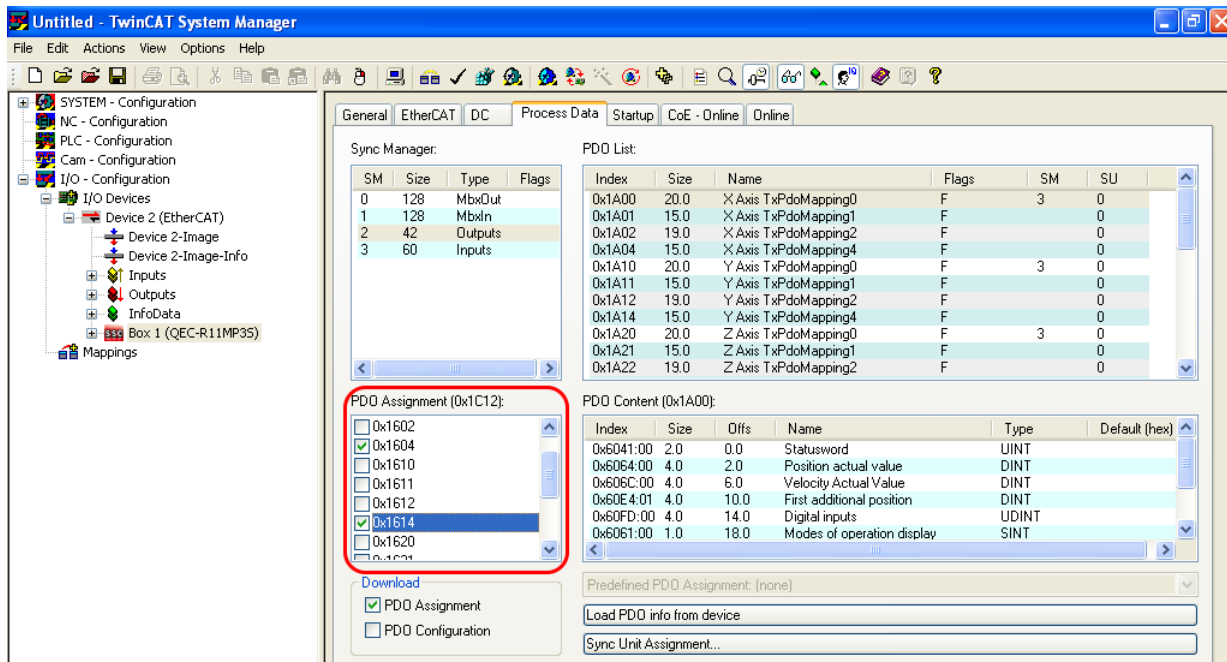 Untitled - TwinCAT System Manager
File Edit Actions View Options Help
SYSTEM - Configuration
NC - Configuration
PLC - Configuration
Cam - Configuration
I/O - Configuration
I/O Devices
Device 2 (EtherCAT)
Device 2-Image
Device 2-Image-Info
Inputs
Outputs
InfoData
Box 1 (QEC-R11MP3S)
Mappings
General EtherCAT DC Process Data Startup CoE - Online Online
Sync Manager:
SM Size Type Flags
0 128 MbxOut
1 128 MbxIn
2 42 Outputs
3 60 Inputs
PDO List:
Index Size Name Flags SM SU
0x1A00 20.0 X Axis TxPdoMapping0 F 3 0
0x1A01 15.0 X Axis TxPdoMapping1 F 0
0x1A02 19.0 X Axis TxPdoMapping2 F 0
0x1A04 15.0 X Axis TxPdoMapping4 F 0
0x1A10 20.0 Y Axis TxPdoMapping0 F 3 0
0x1A11 15.0 Y Axis TxPdoMapping1 F 0
0x1A12 19.0 Y Axis TxPdoMapping2 F 0
0x1A14 15.0 Y Axis TxPdoMapping4 F 0
0x1A20 20.0 Z Axis TxPdoMapping0 F 3 0
0x1A21 15.0 Z Axis TxPdoMapping1 F 0
0x1A22 19.0 Z Axis TxPdoMapping2 F 0
PDO Assignment (0x1C12):
0x1602
0x1604
0x1610
0x1611
0x1612
0x1614
0x1620
0x1621
PDO Content (0x1A00):
Index Size Offs Name Type Default (hex)
0x6041:00 2.0 0.0 Statusword UINT
0x6064:00 4.0 2.0 Position actual value DINT
0x606C:00 4.0 6.0 Velocity Actual Value DINT
0x60E4:01 4.0 10.0 First additional position DINT
0x60FD:00 4.0 14.0 Digital inputs UDINT
0x6061:00 1.0 18.0 Modes of operation display SINT
Download
PDO Assignment
PDO Configuration
Predefined PDO Assignment: (none)
Load PDO info from device
Sync Unit Assignment...